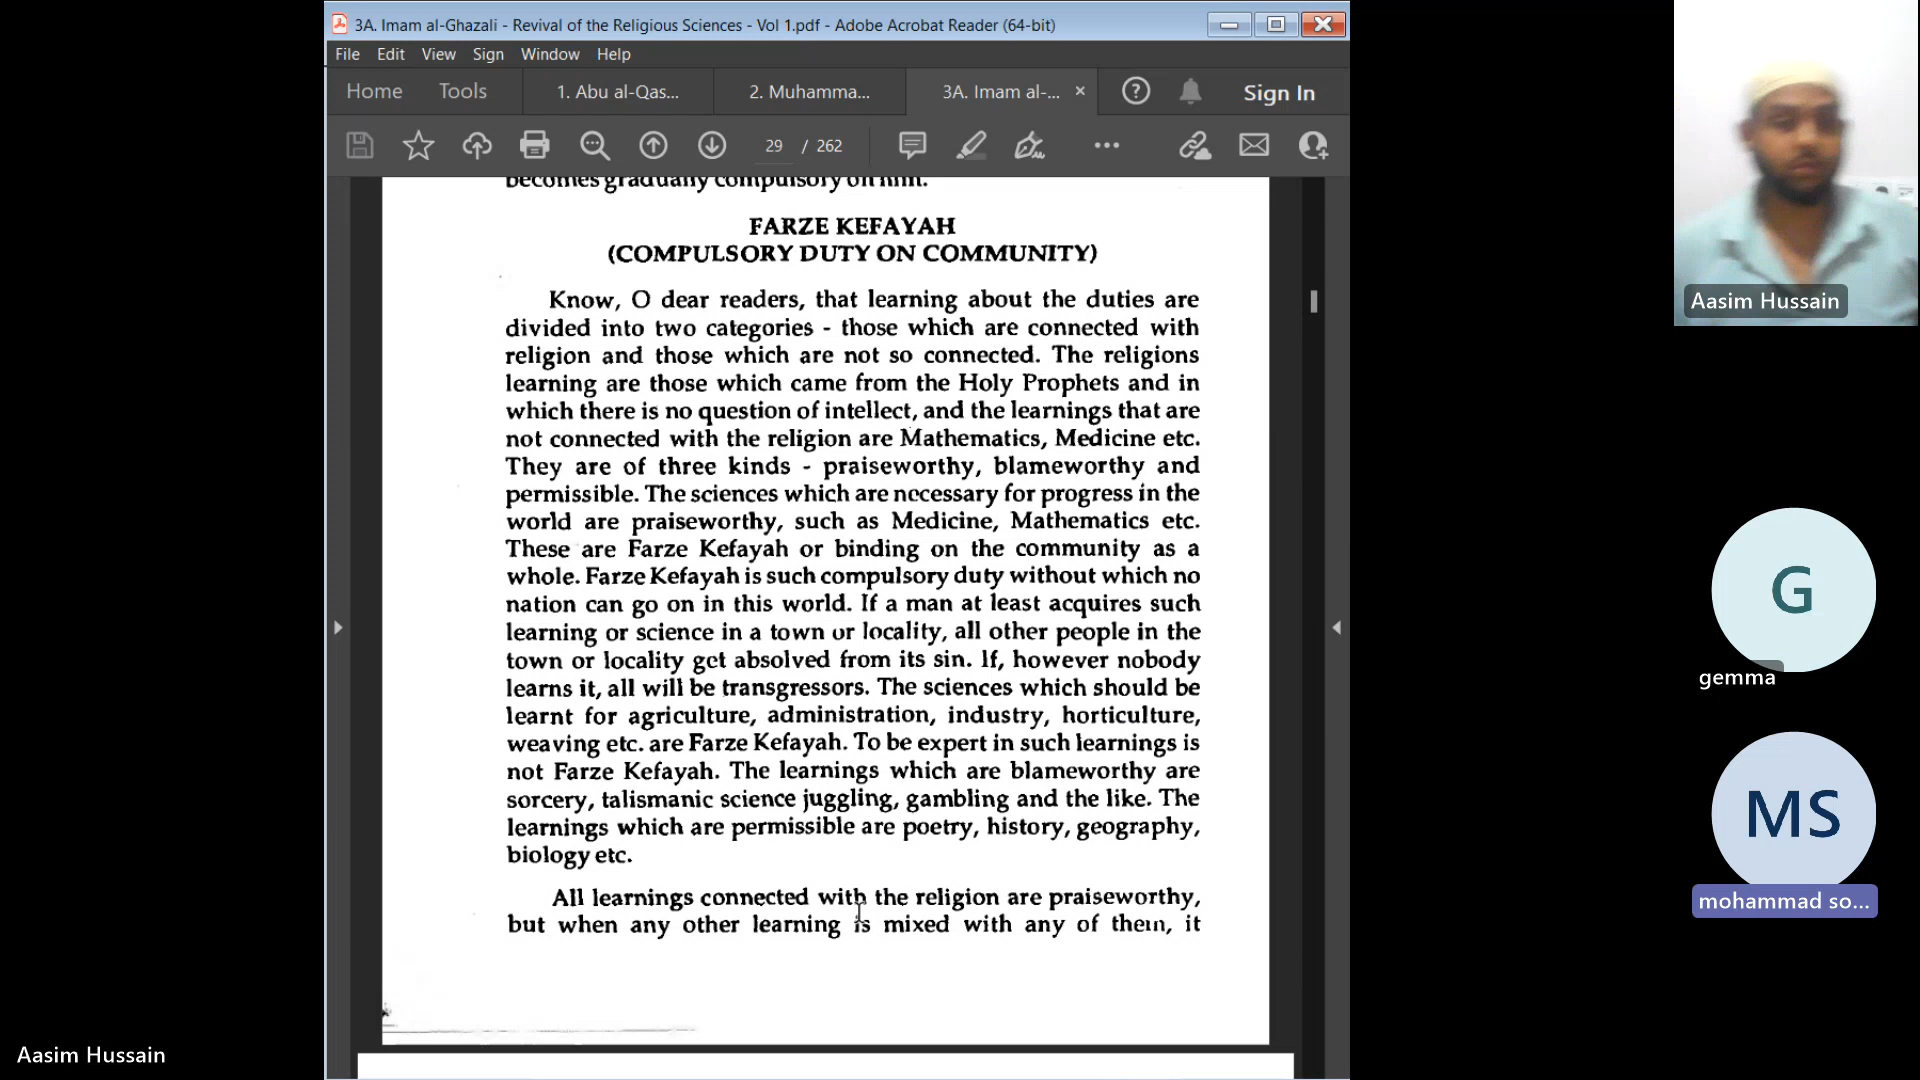 3A. Imam al-Ghazali - Revival of the Religious Sciences - Vol 1.pdf - Adobe Acrobat Reader (64-bit)
File Edit View Sign Window Help
Home Tools 1. Abu al-Qas... 2. Muhamma... 3A. Imam al-... × ? Sign In
29 / 262
becomes gradually compulsory on him.
FARZE KEFAYAH
(COMPULSORY DUTY ON COMMUNITY)
Know, O dear readers, that learning about the duties are
divided into two categories - those which are connected with
religion and those which are not so connected. The religions
learning are those which came from the Holy Prophets and in
which there is no question of intellect, and the learnings that are
not connected with the religion are Mathematics, Medicine etc.
They are of three kinds - praiseworthy, blameworthy and
permissible. The sciences which are necessary for progress in the
world are praiseworthy, such as Medicine, Mathematics etc.
These are Farze Kefayah or binding on the community as a
whole. Farze Kefayah is such compulsory duty without which no
nation can go on in this world. If a man at least acquires such
learning or science in a town or locality, all other people in the
town or locality get absolved from its sin. If, however nobody
learns it, all will be transgressors. The sciences which should be
learnt for agriculture, administration, industry, horticulture,
weaving etc. are Farze Kefayah. To be expert in such learnings is
not Farze Kefayah. The learnings which are blameworthy are
sorcery, talismanic science juggling, gambling and the like. The
learnings which are permissible are poetry, history, geography,
biology etc.
All learnings connected with the religion are praiseworthy,
but when any other learning is mixed with any of them, it
Aasim Hussain
G
gemma
MS
mohammad so...
Aasim Hussain